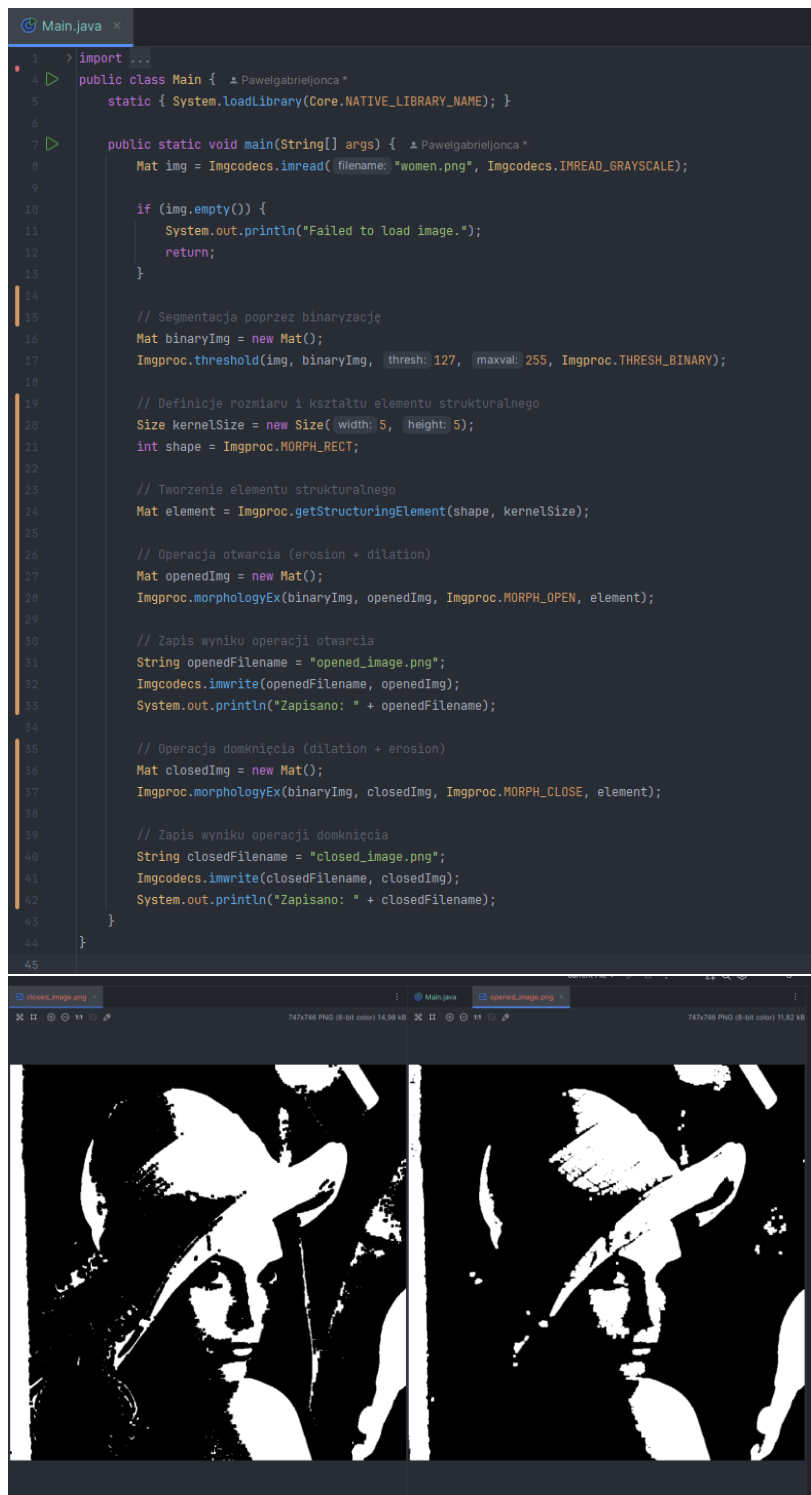 Main.java ×
1 > import ...
4 public class Main { Pawelgabrieljonca *
5 static { System.loadLibrary(Core.NATIVE_LIBRARY_NAME); }
6
7 public static void main(String[] args) { Pawelgabrieljonca *
8 Mat img = Imgcodecs.imread( filename: "women.png", Imgcodecs.IMREAD_GRAYSCALE);
9
10 if (img.empty()) {
11 System.out.println("Failed to load image.");
12 return;
13 }
14
15 // Segmentacja poprzez binaryzację
16 Mat binaryImg = new Mat();
17 Imgproc.threshold(img, binaryImg, thresh: 127, maxval: 255, Imgproc.THRESH_BINARY);
18
19 // Definicje rozmiaru i kształtu elementu strukturalnego
20 Size kernelSize = new Size( width: 5, height: 5);
21 int shape = Imgproc.MORPH_RECT;
22
23 // Tworzenie elementu strukturalnego
24 Mat element = Imgproc.getStructuringElement(shape, kernelSize);
25
26 // Operacja otwarcia (erosion + dilation)
27 Mat openedImg = new Mat();
28 Imgproc.morphologyEx(binaryImg, openedImg, Imgproc.MORPH_OPEN, element);
29
30 // Zapis wyniku operacji otwarcia
31 String openedFilename = "opened_image.png";
32 Imgcodecs.imwrite(openedFilename, openedImg);
33 System.out.println("Zapisano: " + openedFilename);
34
35 // Operacja domknięcia (dilation + erosion)
36 Mat closedImg = new Mat();
37 Imgproc.morphologyEx(binaryImg, closedImg, Imgproc.MORPH_CLOSE, element);
38
39 // Zapis wyniku operacji domknięcia
40 String closedFilename = "closed_image.png";
41 Imgcodecs.imwrite(closedFilename, closedImg);
42 System.out.println("Zapisano: " + closedFilename);
43 }
44 }
45
closed_image.png ×
1:1 747x746 PNG (8-bit color) 14,98 kB
Main.java opened_image.png ×
1:1 747x746 PNG (8-bit color) 11,82 kB